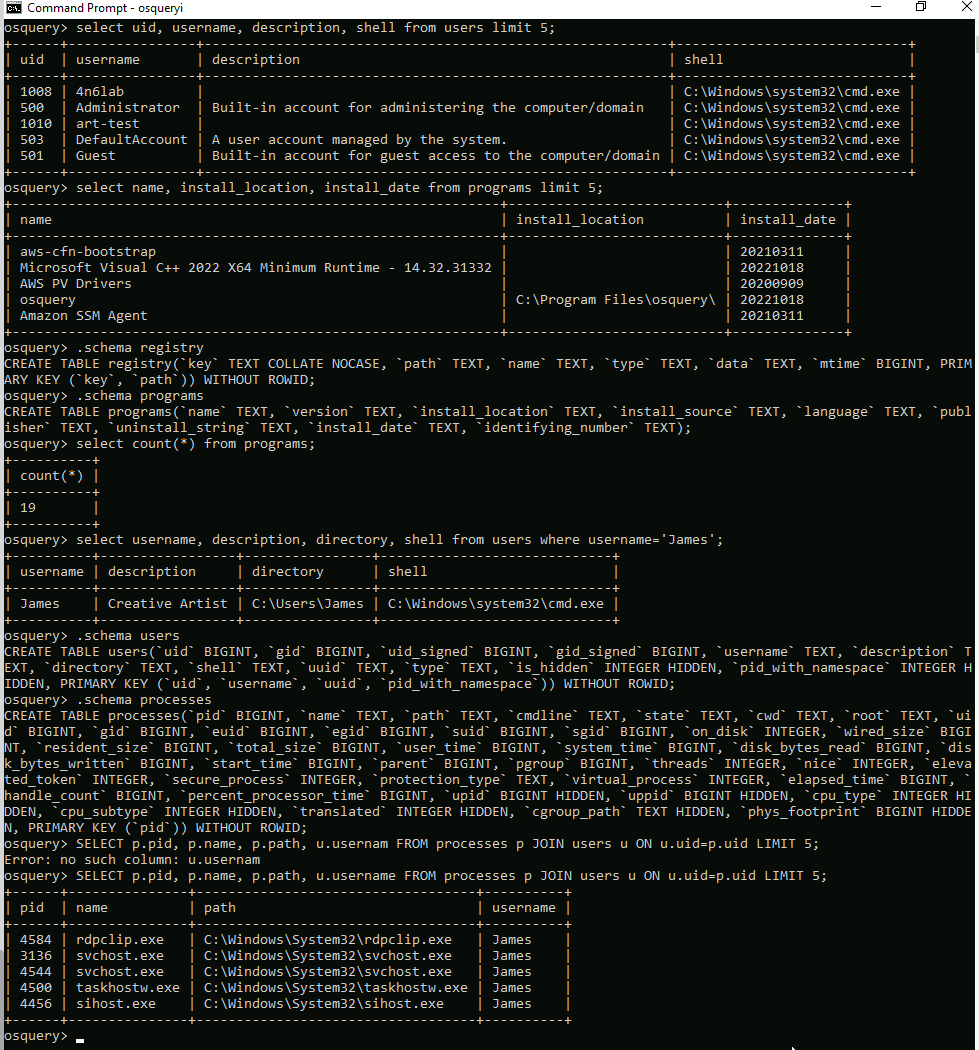 Command Prompt - osqueryi
osquery> select uid, username, description, shell from users limit 5;
+------+----------------+----------------------------------------------------------+-----------------------------+
| uid  | username       | description                                              | shell                       |
+------+----------------+----------------------------------------------------------+-----------------------------+
| 1008 | 4n6lab         |                                                          | C:\Windows\system32\cmd.exe |
| 500  | Administrator  | Built-in account for administering the computer/domain   | C:\Windows\system32\cmd.exe |
| 1010 | art-test       |                                                          | C:\Windows\system32\cmd.exe |
| 503  | DefaultAccount | A user account managed by the system.                    | C:\Windows\system32\cmd.exe |
| 501  | Guest          | Built-in account for guest access to the computer/domain | C:\Windows\system32\cmd.exe |
+------+----------------+----------------------------------------------------------+-----------------------------+
osquery> select name, install_location, install_date from programs limit 5;
+-------------------------------------------------------------+---------------------------+--------------+
| name                                                        | install_location          | install_date |
+-------------------------------------------------------------+---------------------------+--------------+
| aws-cfn-bootstrap                                           |                           | 20210311     |
| Microsoft Visual C++ 2022 X64 Minimum Runtime - 14.32.31332 |                           | 20221018     |
| AWS PV Drivers                                              |                           | 20200909     |
| osquery                                                     | C:\Program Files\osquery\ | 20221018     |
| Amazon SSM Agent                                            |                           | 20210311     |
+-------------------------------------------------------------+---------------------------+--------------+
osquery> .schema registry
CREATE TABLE registry(`key` TEXT COLLATE NOCASE, `path` TEXT, `name` TEXT, `type` TEXT, `data` TEXT, `mtime` BIGINT, PRIM
ARY KEY (`key`, `path`)) WITHOUT ROWID;
osquery> .schema programs
CREATE TABLE programs(`name` TEXT, `version` TEXT, `install_location` TEXT, `install_source` TEXT, `language` TEXT, `publ
isher` TEXT, `uninstall_string` TEXT, `install_date` TEXT, `identifying_number` TEXT);
osquery> select count(*) from programs;
+----------+
| count(*) |
+----------+
| 19       |
+----------+
osquery> select username, description, directory, shell from users where username='James';
+----------+-----------------+----------------+-----------------------------+
| username | description     | directory      | shell                       |
+----------+-----------------+----------------+-----------------------------+
| James    | Creative Artist | C:\Users\James | C:\Windows\system32\cmd.exe |
+----------+-----------------+----------------+-----------------------------+
osquery> .schema users
CREATE TABLE users(`uid` BIGINT, `gid` BIGINT, `uid_signed` BIGINT, `gid_signed` BIGINT, `username` TEXT, `description` T
EXT, `directory` TEXT, `shell` TEXT, `uuid` TEXT, `type` TEXT, `is_hidden` INTEGER HIDDEN, `pid_with_namespace` INTEGER H
IDDEN, PRIMARY KEY (`uid`, `username`, `uuid`, `pid_with_namespace`)) WITHOUT ROWID;
osquery> .schema processes
CREATE TABLE processes(`pid` BIGINT, `name` TEXT, `path` TEXT, `cmdline` TEXT, `state` TEXT, `cwd` TEXT, `root` TEXT, `ui
d` BIGINT, `gid` BIGINT, `euid` BIGINT, `egid` BIGINT, `suid` BIGINT, `sgid` BIGINT, `on_disk` INTEGER, `wired_size` BIGI
NT, `resident_size` BIGINT, `total_size` BIGINT, `user_time` BIGINT, `system_time` BIGINT, `disk_bytes_read` BIGINT, `dis
k_bytes_written` BIGINT, `start_time` BIGINT, `parent` BIGINT, `pgroup` BIGINT, `threads` INTEGER, `nice` INTEGER, `eleva
ted_token` INTEGER, `secure_process` INTEGER, `protection_type` TEXT, `virtual_process` INTEGER, `elapsed_time` BIGINT, `
handle_count` BIGINT, `percent_processor_time` BIGINT, `upid` BIGINT HIDDEN, `uppid` BIGINT HIDDEN, `cpu_type` INTEGER HI
DDEN, `cpu_subtype` INTEGER HIDDEN, `translated` INTEGER HIDDEN, `cgroup_path` TEXT HIDDEN, `phys_footprint` BIGINT HIDDE
N, PRIMARY KEY (`pid`)) WITHOUT ROWID;
osquery> SELECT p.pid, p.name, p.path, u.usernam FROM processes p JOIN users u ON u.uid=p.uid LIMIT 5;
Error: no such column: u.usernam
osquery> SELECT p.pid, p.name, p.path, u.username FROM processes p JOIN users u ON u.uid=p.uid LIMIT 5;
+------+---------------+-----------------------------------+----------+
| pid  | name          | path                              | username |
+------+---------------+-----------------------------------+----------+
| 4584 | rdpclip.exe   | C:\Windows\System32\rdpclip.exe   | James    |
| 3136 | svchost.exe   | C:\Windows\System32\svchost.exe   | James    |
| 4544 | svchost.exe   | C:\Windows\System32\svchost.exe   | James    |
| 4500 | taskhostw.exe | C:\Windows\System32\taskhostw.exe | James    |
| 4456 | sihost.exe    | C:\Windows\System32\sihost.exe    | James    |
+------+---------------+-----------------------------------+----------+
osquery>